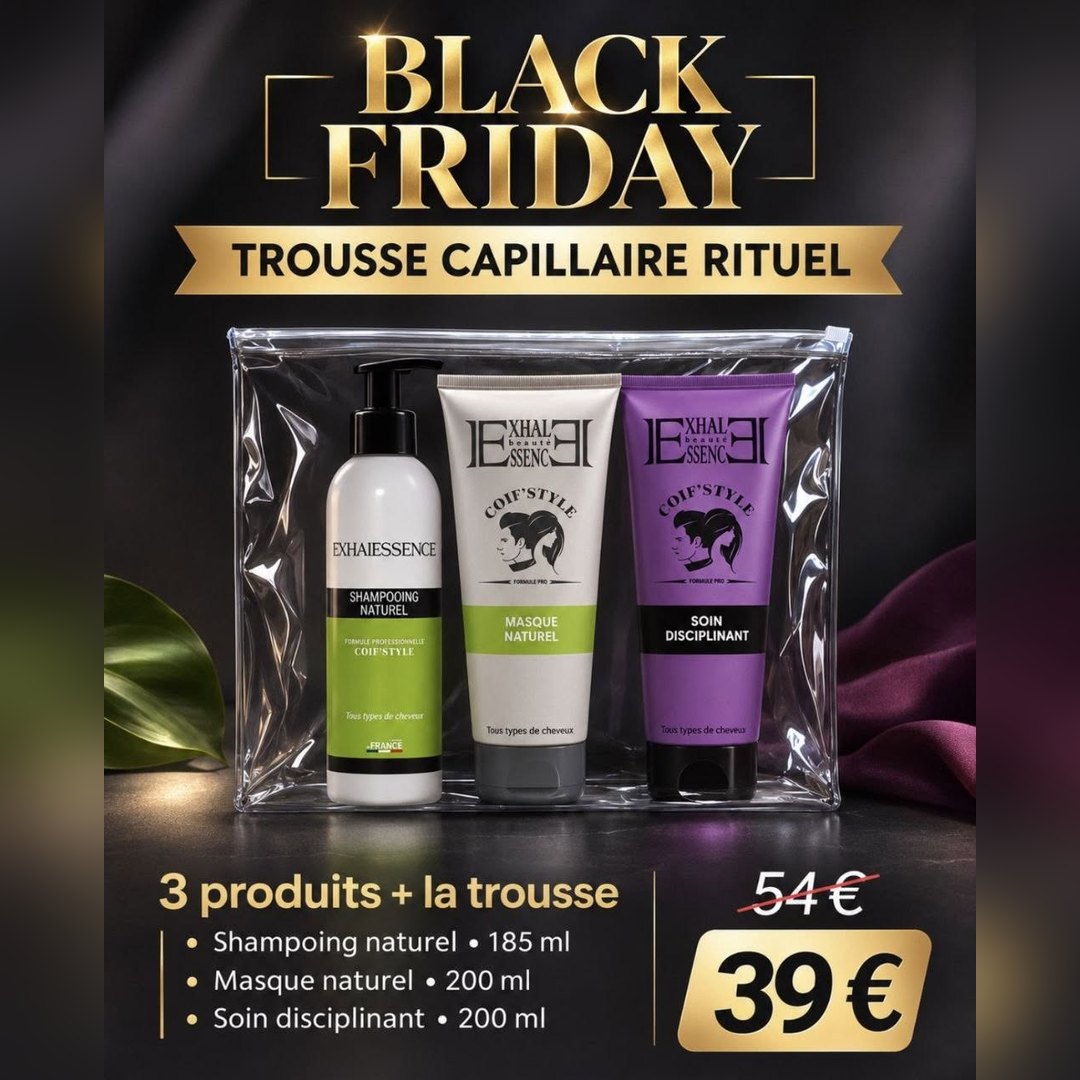 BLACK
FRIDAY
TROUSSE CAPILLAIRE RITUEL
EXHAIESSENCE
SHAMPOOING
NATUREL
FORMULE PROFESSIONNELLE
COIF'STYLE
Tous types de cheveux
FRANCE
EXHALE
beauté
ESSENCE
COIF'STYLE
FORMULE PRO
MASQUE
NATUREL
Tous types de cheveux
EXHALE
beauté
ESSENCE
COIF'STYLE
FORMULE PRO
SOIN
DISCIPLINANT
Tous types de cheveux
3 produits + la trousse
• Shampoing naturel • 185 ml
• Masque naturel • 200 ml
• Soin disciplinant • 200 ml
54 €
39 €